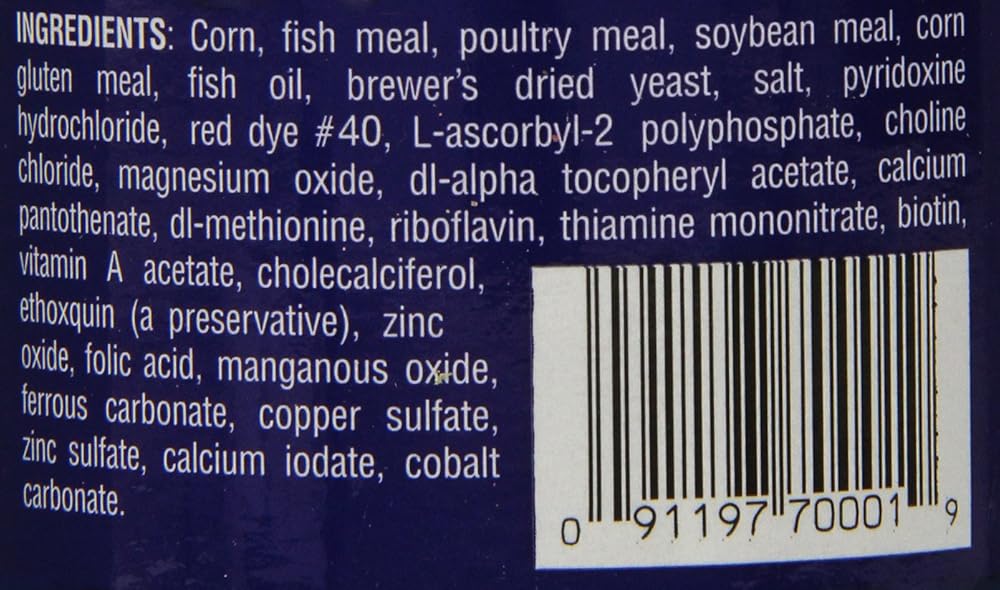 INGREDIENTS: Corn, fish meal, poultry meal, soybean meal, corn
gluten meal, fish oil, brewer's dried yeast, salt, pyridoxine
hydrochloride, red dye #40, L-ascorbyl-2 polyphosphate, choline
chloride, magnesium oxide, dl-alpha tocopheryl acetate, calcium
pantothenate, dl-methionine, riboflavin, thiamine mononitrate, biotin,
vitamin A acetate, cholecalciferol,
ethoxquin (a preservative), zinc
oxide, folic acid, manganous oxide,
ferrous carbonate, copper sulfate,
zinc sulfate, calcium iodate, cobalt
carbonate.
0 91197 70001 9